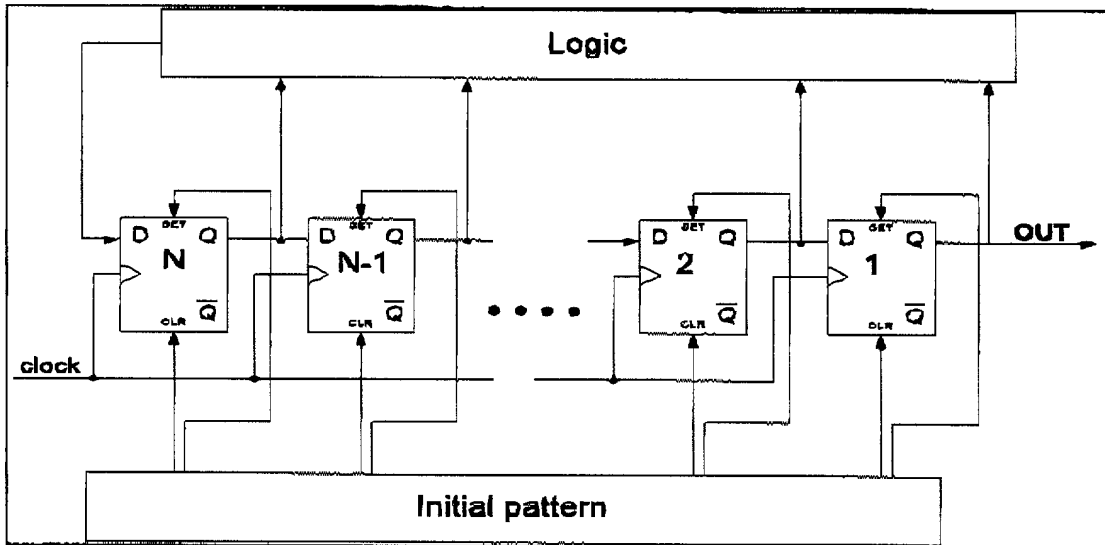 Logic
D SET Q D SET Q D SET Q D SET Q OUT
N N-1 2 1
Q Q Q Q
CLR CLR CLR CLR
clock
Initial pattern